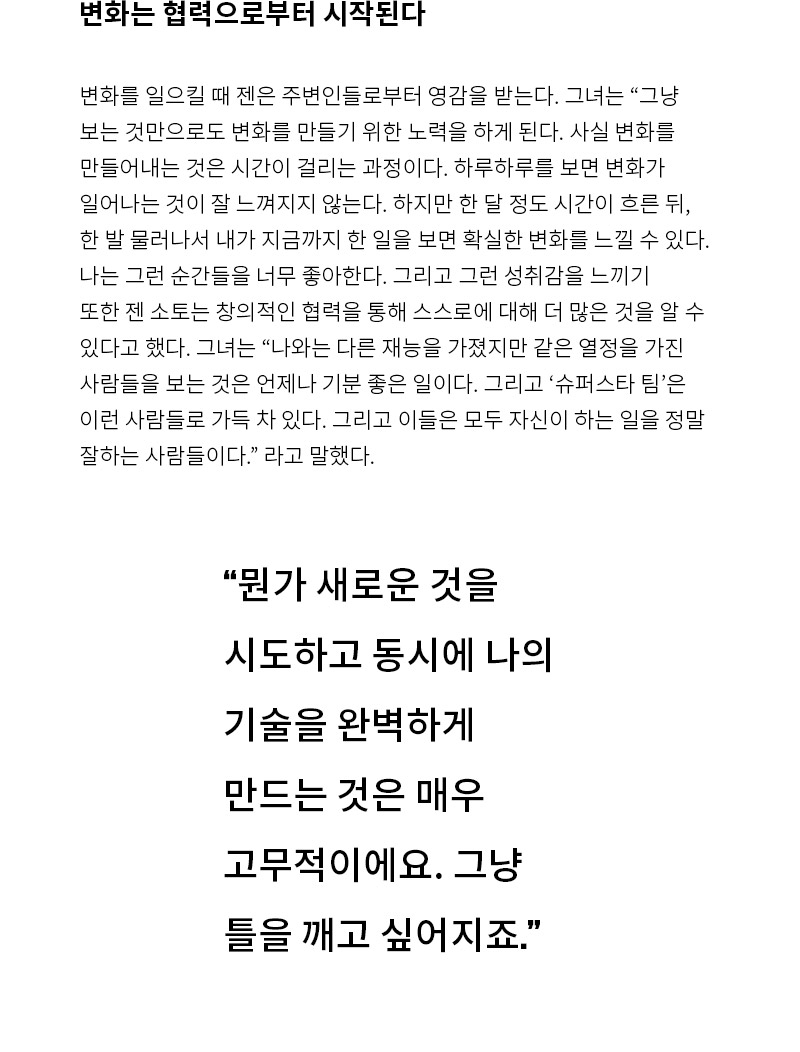 변화는 협력으로부터 시작된다
변화를 일으킬 때 젠은 주변인들로부터 영감을 받는다. 그녀는 “그냥
보는 것만으로도 변화를 만들기 위한 노력을 하게 된다. 사실 변화를
만들어내는 것은 시간이 걸리는 과정이다. 하루하루를 보면 변화가
일어나는 것이 잘 느껴지지 않는다. 하지만 한 달 정도 시간이 흐른 뒤,
한 발 물러나서 내가 지금까지 한 일을 보면 확실한 변화를 느낄 수 있다.
나는 그런 순간들을 너무 좋아한다. 그리고 그런 성취감을 느끼기
또한 젠 소토는 창의적인 협력을 통해 스스로에 대해 더 많은 것을 알 수
있다고 했다. 그녀는 “나와는 다른 재능을 가졌지만 같은 열정을 가진
사람들을 보는 것은 언제나 기분 좋은 일이다. 그리고 ‘슈퍼스타 팀’은
이런 사람들로 가득 차 있다. 그리고 이들은 모두 자신이 하는 일을 정말
잘하는 사람들이다.” 라고 말했다.
“뭔가 새로운 것을
시도하고 동시에 나의
기술을 완벽하게
만드는 것은 매우
고무적이에요. 그냥
틀을 깨고 싶어지죠.”